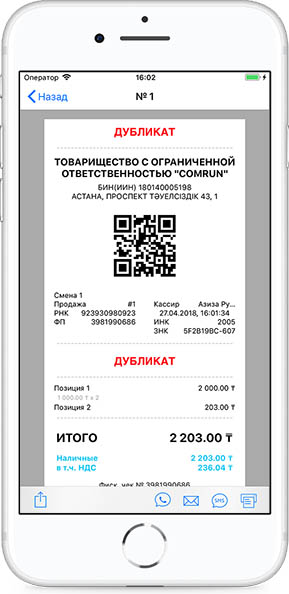 Оператор 16:02
Назад № 1
ДУБЛИКАТ
ТОВАРИЩЕСТВО С ОГРАНИЧЕННОЙ
ОТВЕТСТВЕННОСТЬЮ "COMRUN"
БИН(ИИН) 180140005198
АСТАНА, ПРОСПЕКТ ТӘУЕЛСІЗДІК 43, 1
Смена 1
Продажа #1 Кассир Азиза Ру...
РНК 923930980923 27.04.2018, 16:01:34
ФП 3981990686 ИНК 2005
ЗНК 5F2B19BC-607
ДУБЛИКАТ
Позиция 1 2 000.00 ₸
1 000.00 ₸ x 2
Позиция 2 203.00 ₸
ИТОГО 2 203.00 ₸
Наличные 2 203.00 ₸
в т.ч. НДС 236.04 ₸
Фиск. чек № 3981990686
SMS